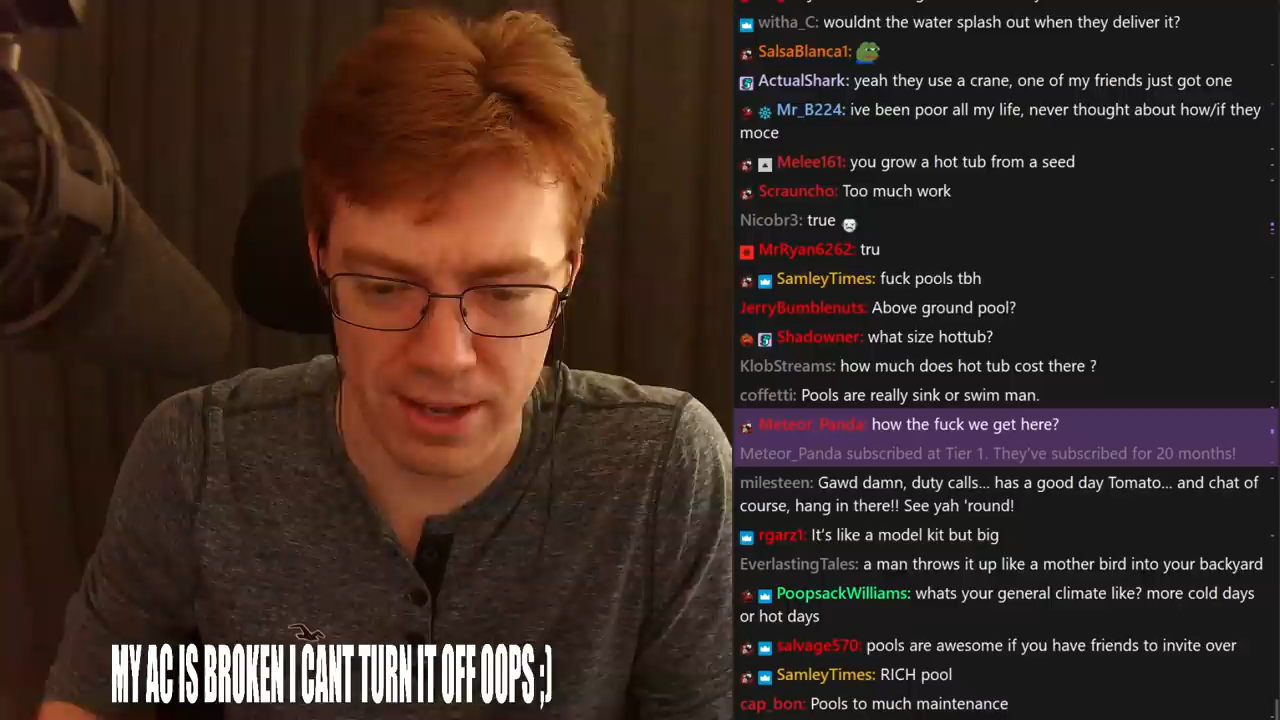 witha_C: wouldnt the water splash out when they deliver it?
SalsaBlanca1:
ActualShark: yeah they use a crane, one of my friends just got one
Mr_B224: ive been poor all my life, never thought about how/if they
moce
Melee161: you grow a hot tub from a seed
Scrauncho: Too much work
Nicobr3: true
MrRyan6262: tru
SamleyTimes: fuck pools tbh
JerryBumblenuts: Above ground pool?
Shadowner: what size hottub?
KlobStreams: how much does hot tub cost there ?
coffetti: Pools are really sink or swim man.
Meteor_Panda: how the fuck we get here?
Meteor_Panda subscribed at Tier 1. They've subscribed for 20 months!
milesteen: Gawd damn, duty calls... has a good day Tomato... and chat of
course, hang in there!! See yah 'round!
rgarz1: It's like a model kit but big
EverlastingTales: a man throws it up like a mother bird into your backyard
PoopsackWilliams: whats your general climate like? more cold days
or hot days
salvage570: pools are awesome if you have friends to invite over
SamleyTimes: RICH pool
cap_bon: Pools to much maintenance
MY AC IS BROKEN I CANT TURN IT OFF OOPS ;)